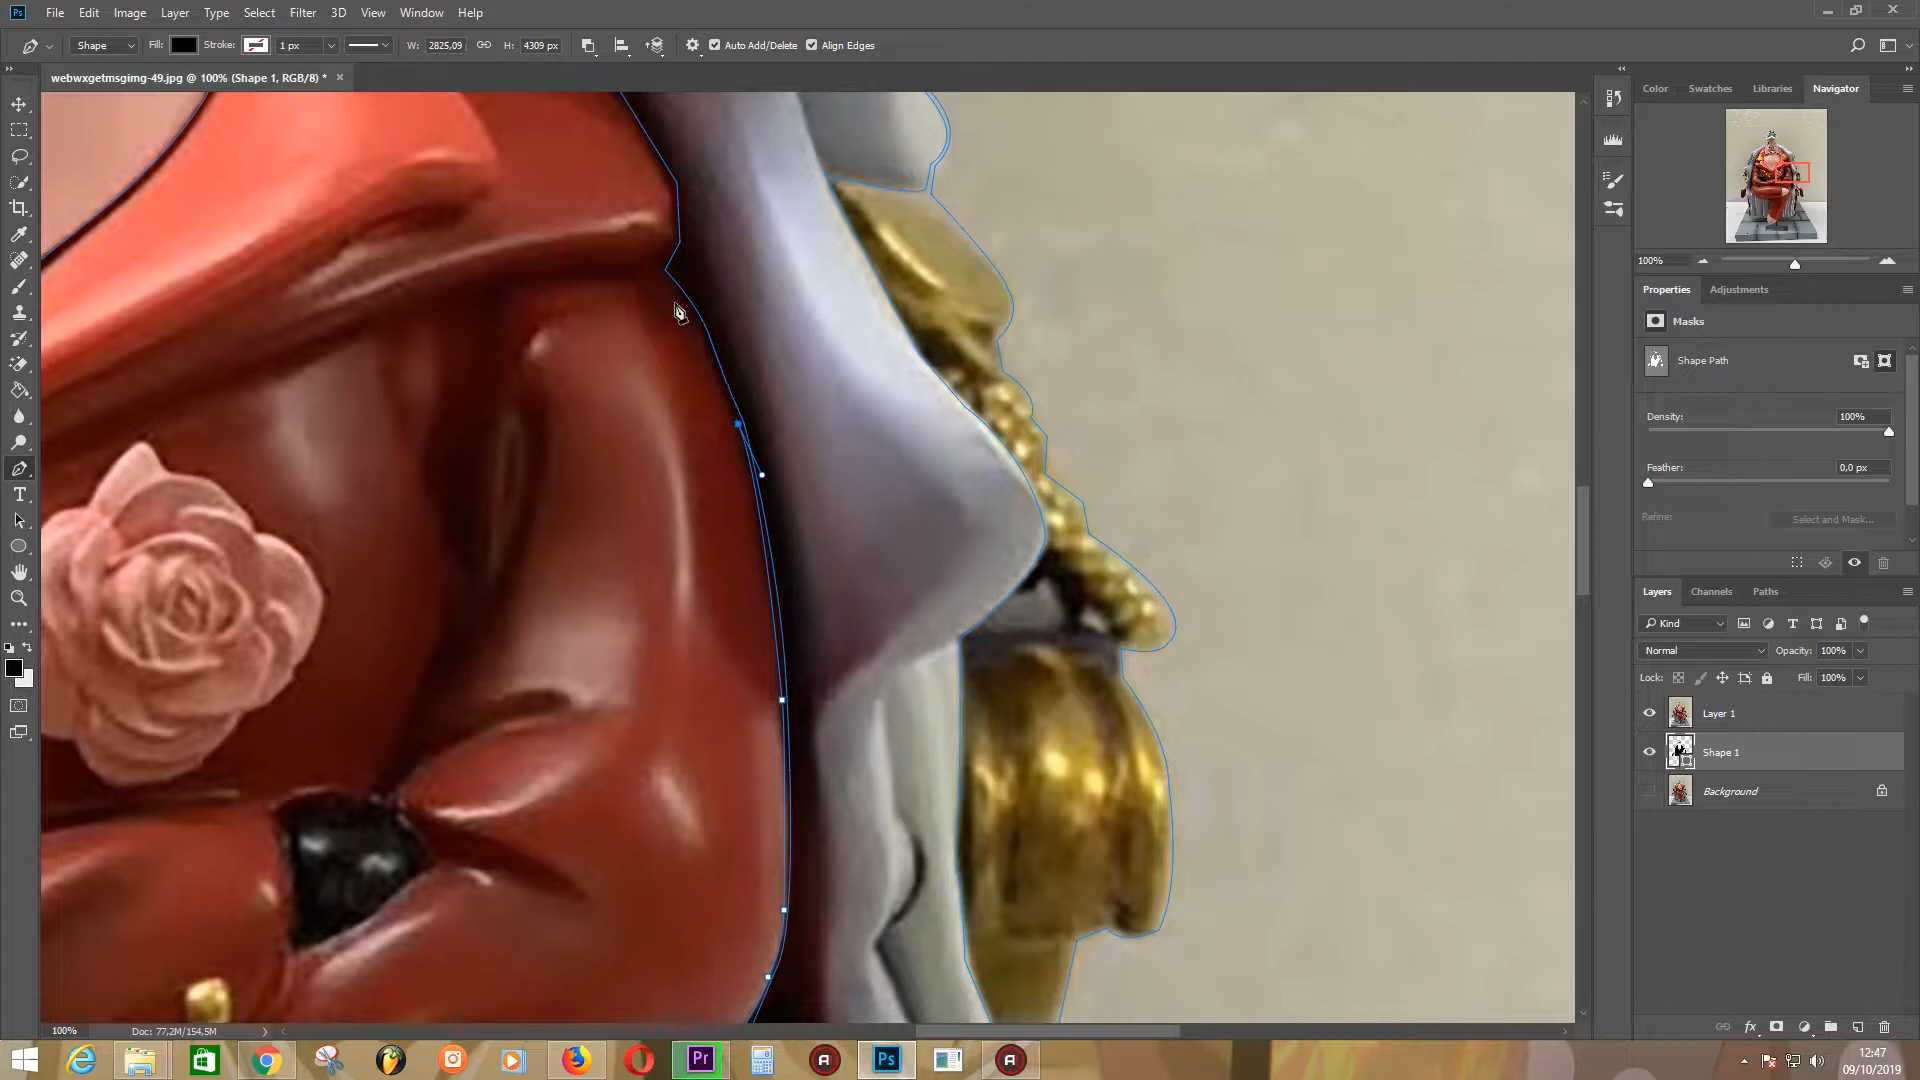 Ps File Edit Image Layer Type Select Filter 3D View Window Help
Shape Fill: Stroke: 1 px W: 2825,09 H: 4309 px Auto Add/Delete Align Edges
webwxgetmsgimg-49.jpg @ 100% (Shape 1, RGB/8) *
Color Swatches Libraries Navigator
100%
Properties Adjustments
Masks
Shape Path
Density: 100%
Feather: 0,0 px
Refine: Select and Mask...
Layers Channels Paths
Kind
Normal Opacity: 100%
Lock: Fill: 100%
Layer 1
Shape 1
Background
100% Doc: 77,2M/154,5M
Pr Ps
12:47
09/10/2019